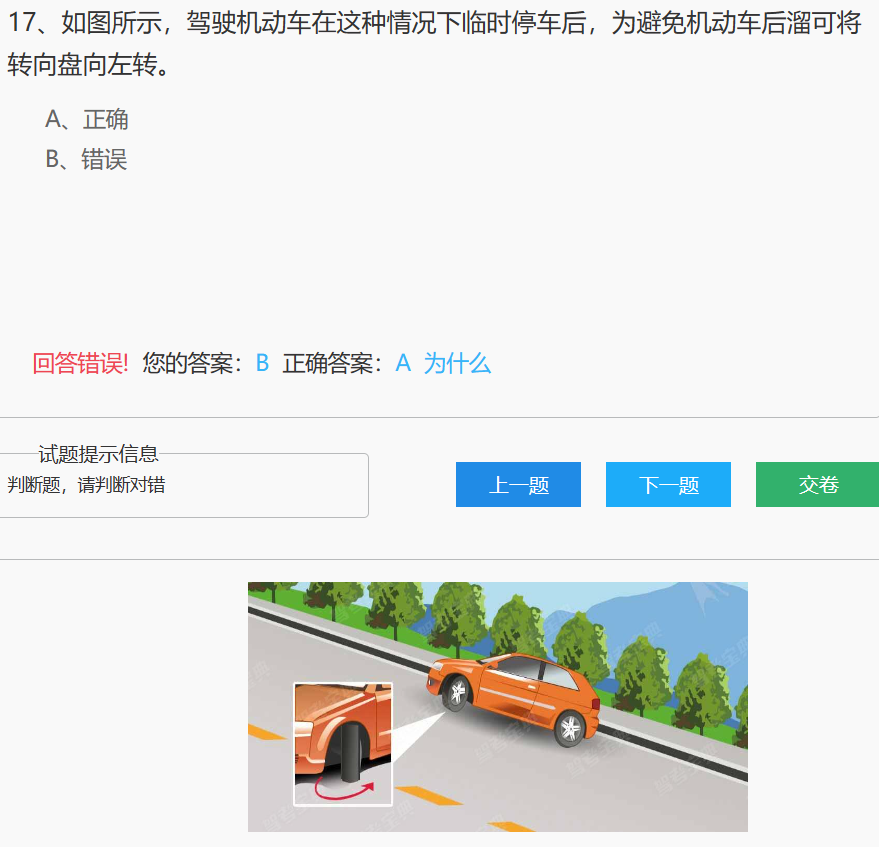 17、如图所示，驾驶机动车在这种情况下临时停车后，为避免机动车后溜可将
转向盘向左转。
A、正确
B、错误
回答错误! 您的答案：B 正确答案：A 为什么
试题提示信息
判断题，请判断对错
上一题 下一题 交卷